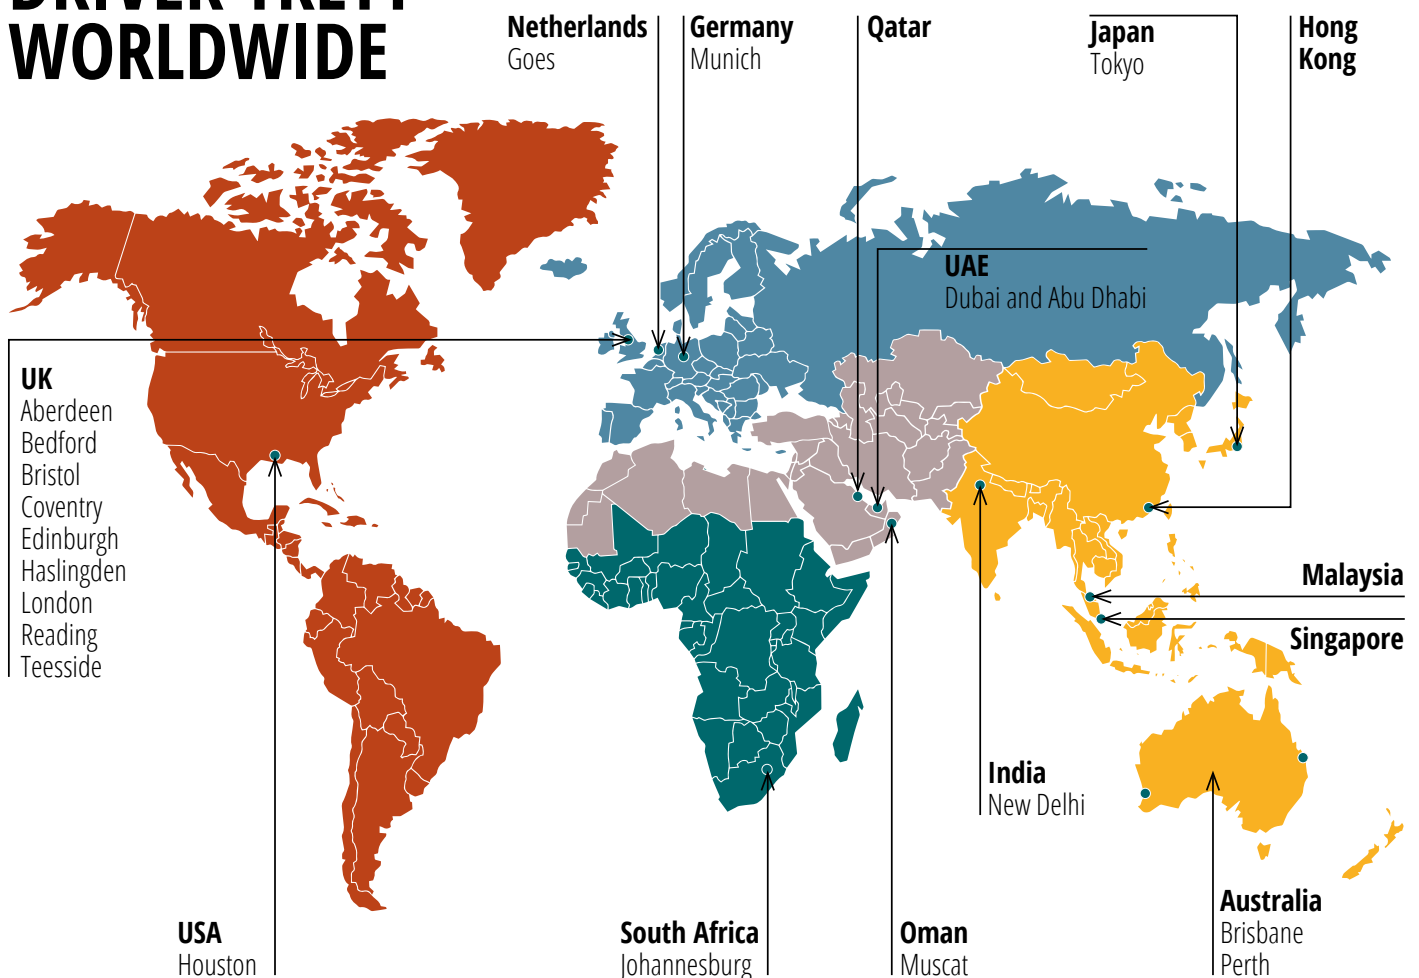 DRIVER TRETT
WORLDWIDE
Netherlands
Goes
Germany
Munich
Qatar
Japan
Tokyo
Hong
Kong
UAE
Dubai and Abu Dhabi
UK
Aberdeen
Bedford
Bristol
Coventry
Edinburgh
Haslingden
London
Reading
Teesside
Malaysia
Singapore
India
New Delhi
USA
Houston
South Africa
Johannesburg
Oman
Muscat
Australia
Brisbane
Perth